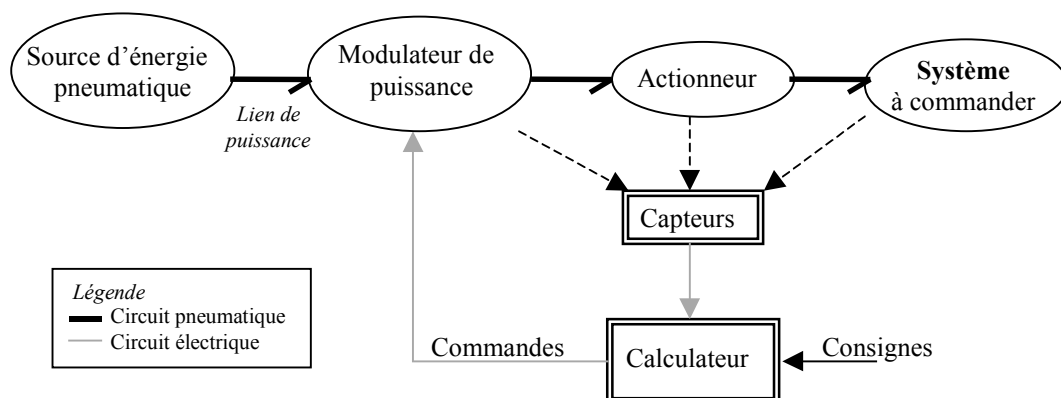 Source d'énergie
pneumatique
Modulateur de
puissance
Actionneur
Système
à commander
Lien de
puissance
Capteurs
Légende
Circuit pneumatique
Circuit électrique
Commandes
Calculateur
Consignes